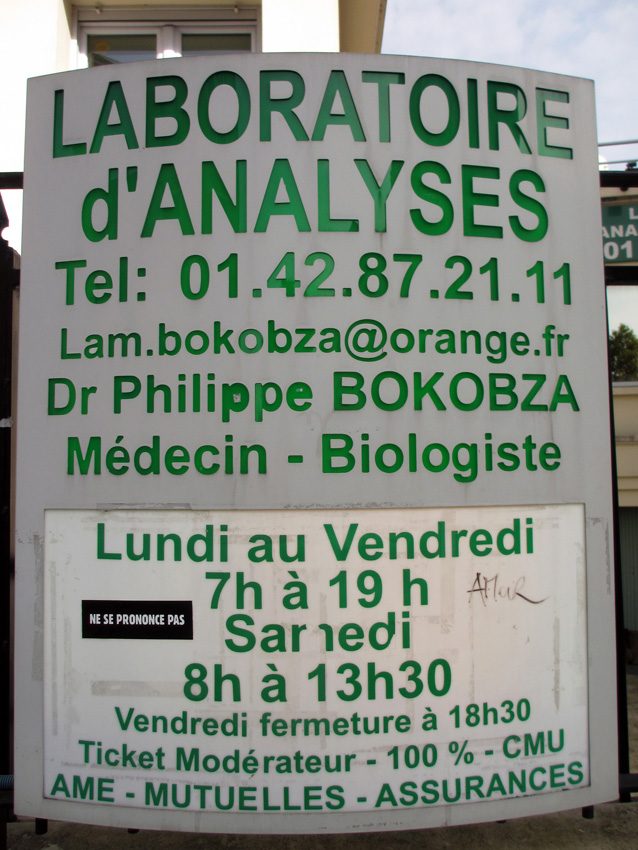 LABORATOIRE
d'ANALYSES
Tel: 01.42.87.21.11
Lam.bokobza@orange.fr
Dr Philippe BOKOBZA
Médecin - Biologiste
Lundi au Vendredi
7h à 19 h
NE SE PRONONCE PAS
Samedi
8h à 13h30
Vendredi fermeture à 18h30
Ticket Modérateur - 100 % - CMU
AME - MUTUELLES - ASSURANCES
01